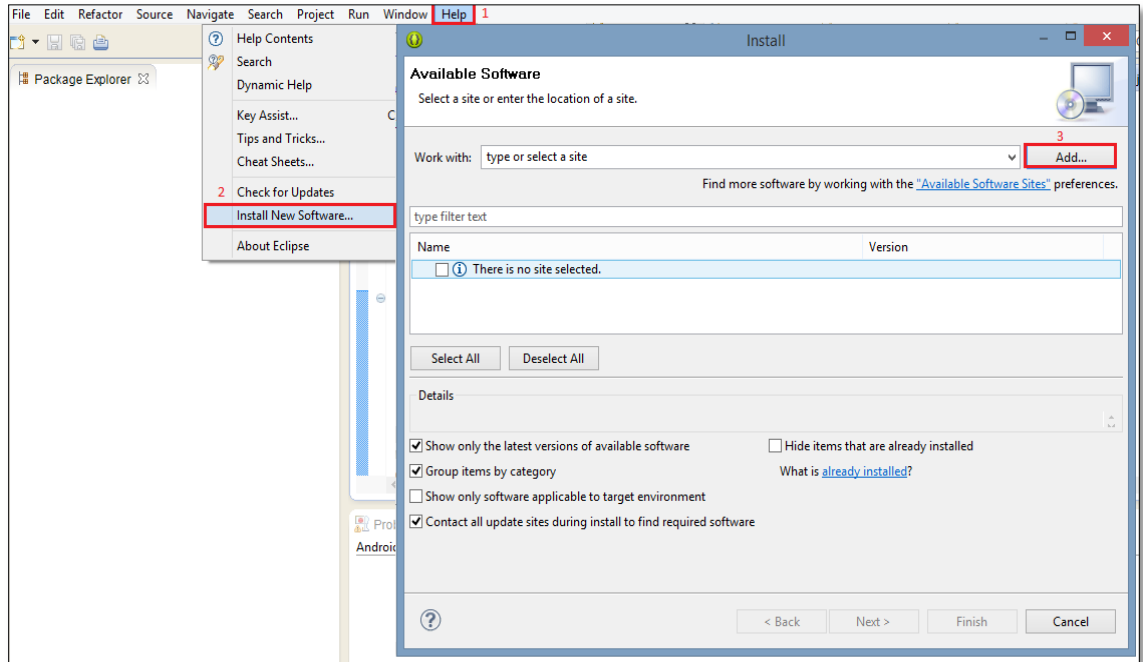 File Edit Refactor Source Navigate Search Project Run Window Help 1
Package Explorer
Help Contents
Search
Dynamic Help
Key Assist...
Tips and Tricks...
Cheat Sheets...
2 Check for Updates
Install New Software...
About Eclipse
Install
Available Software
Select a site or enter the location of a site.
3
Work with: type or select a site Add...
Find more software by working with the "Available Software Sites" preferences.
type filter text
Name Version
There is no site selected.
Select All Deselect All
Details
Show only the latest versions of available software Hide items that are already installed
Group items by category What is already installed?
Show only software applicable to target environment
Contact all update sites during install to find required software
Prob
Android
? < Back Next > Finish Cancel